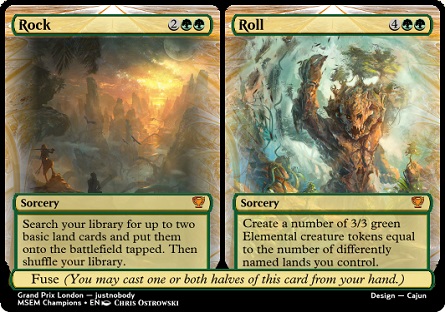 Rock 2
Sorcery
Search your library for up to two
basic land cards and put them
onto the battlefield tapped. Then
shuffle your library.
Roll 4
Sorcery
Create a number of 3/3 green
Elemental creature tokens equal
to the number of differently
named lands you control.
Fuse (You may cast one or both halves of this card from your hand.)
Grand Prix London — justnobody
MSEM Champions • EN Chris Ostrowski
Design — Cajun